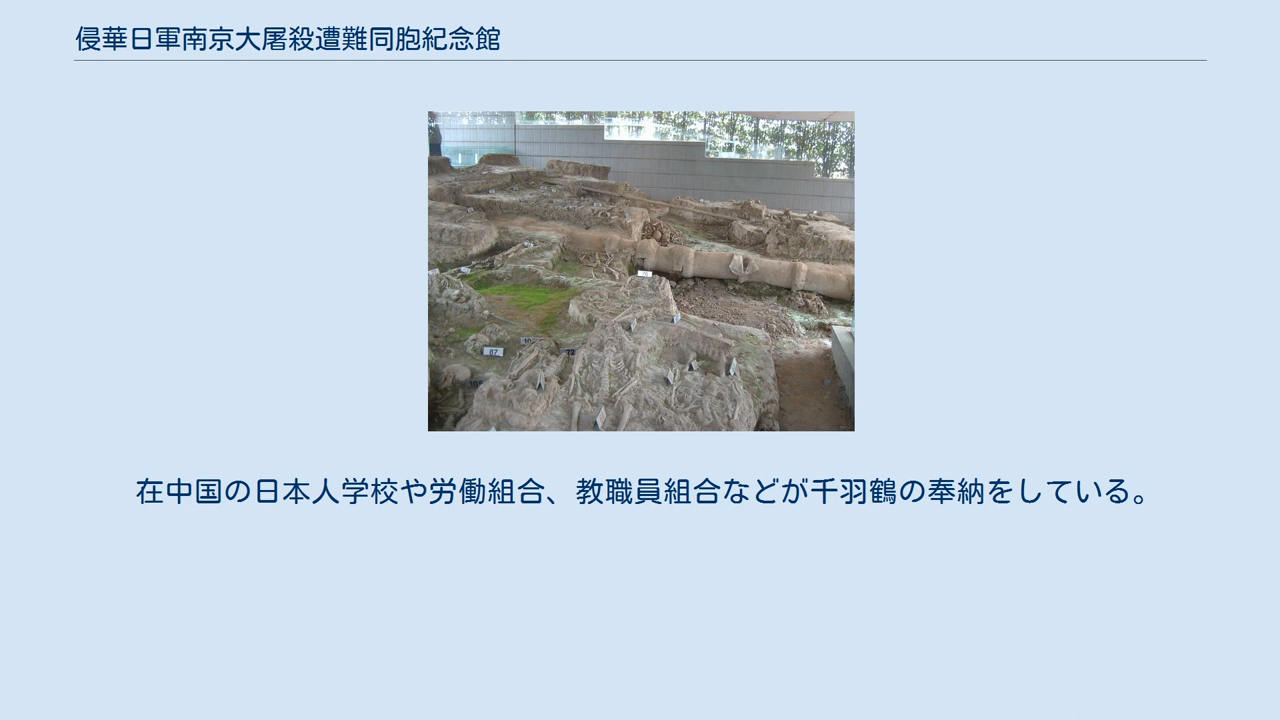 侵華日軍南京大屠殺遭難同胞紀念館
87
在中国の日本人学校や労働組合、教職員組合などが千羽鶴の奉納をしている。